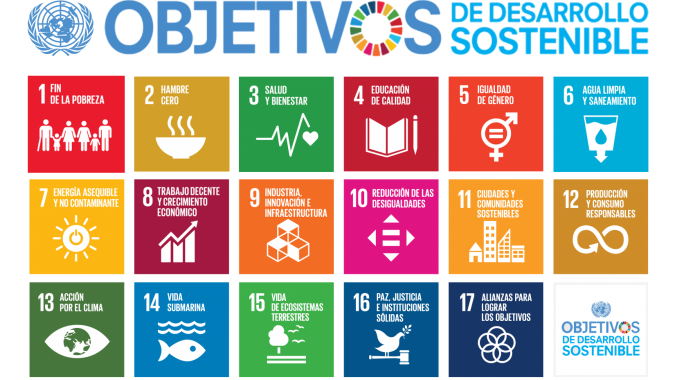 OBJETIVOS
DE DESARROLLO
SOSTENIBLE
1 FIN
DE LA POBREZA
2 HAMBRE
CERO
3 SALUD
Y BIENESTAR
4 EDUCACIÓN
DE CALIDAD
5 IGUALDAD
DE GÉNERO
6 AGUA LIMPIA
Y SANEAMIENTO
7 ENERGÍA ASEQUIBLE
Y NO CONTAMINANTE
8 TRABAJO DECENTE
Y CRECIMIENTO
ECONÓMICO
9 INDUSTRIA,
INNOVACIÓN E
INFRAESTRUCTURA
10 REDUCCIÓN DE LAS
DESIGUALDADES
11 CIUDADES Y
COMUNIDADES
SOSTENIBLES
12 PRODUCCIÓN
Y CONSUMO
RESPONSABLES
13 ACCIÓN
POR EL CLIMA
14 VIDA
SUBMARINA
15 VIDA
DE ECOSISTEMAS
TERRESTRES
16 PAZ, JUSTICIA
E INSTITUCIONES
SÓLIDAS
17 ALIANZAS PARA
LOGRAR
LOS OBJETIVOS
OBJETIVOS
DE DESARROLLO
SOSTENIBLE